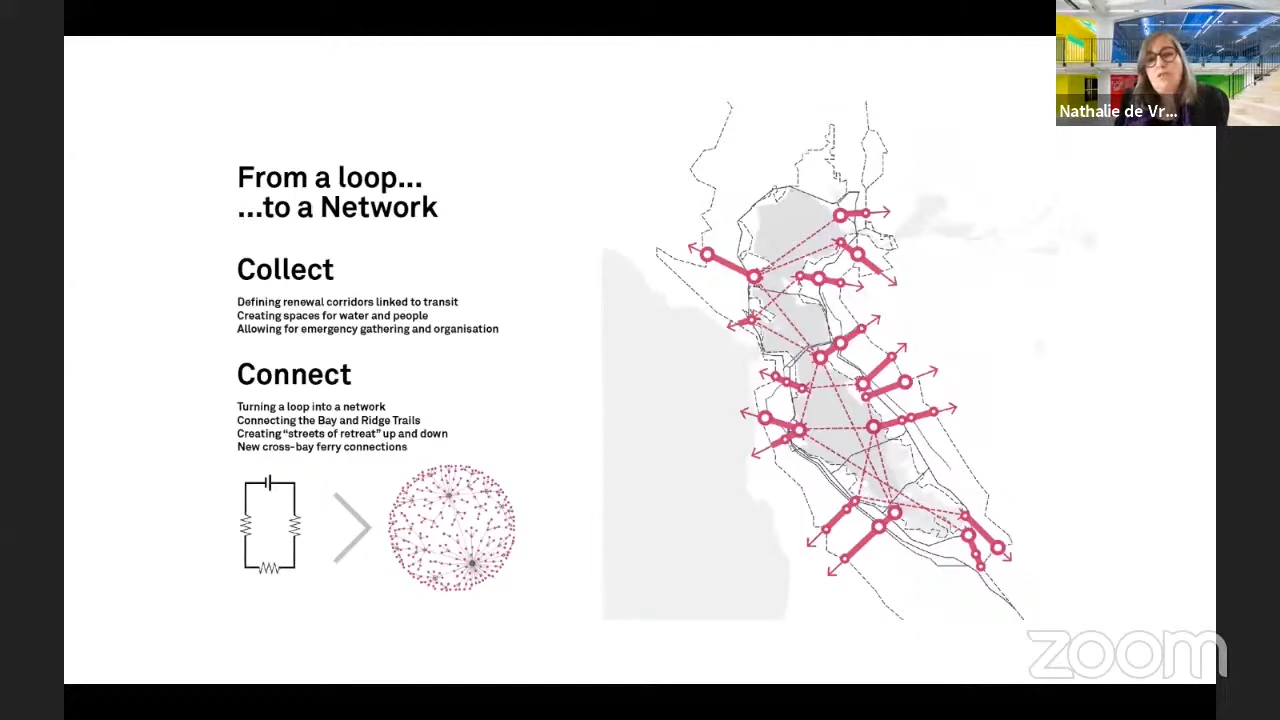 Nathalie de Vr...
From a loop...
...to a Network
Collect
Defining renewal corridors linked to transit
Creating spaces for water and people
Allowing for emergency gathering and organisation
Connect
Turning a loop into a network
Connecting the Bay and Ridge Trails
Creating “streets of retreat” up and down
New cross-bay ferry connections
zoom